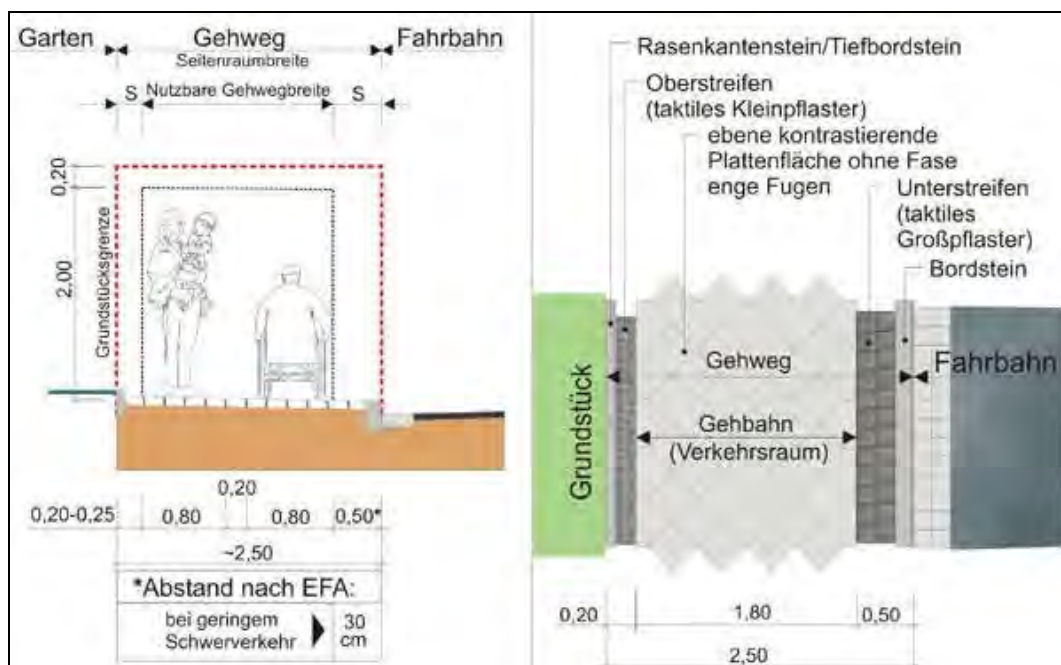 Garten
Gehweg
Fahrbahn
Seitenraumbreite
S
Nutzbare Gehwegbreite
S
0,20
2,00
Grundstücksgrenze
0,20
0,20-0,25
0,80
0,80
0,50*
~2,50
*Abstand nach EFA:
bei geringem
Schwerverkehr
30
cm
Rasenkantenstein/Tiefbordstein
Oberstreifen
(taktiles Kleinpflaster)
ebene kontrastierende
Plattenfläche ohne Fase
enge Fugen
Unterstreifen
(taktiles
Großpflaster)
Bordstein
Grundstück
Gehweg
Fahrbahn
Gehbahn
(Verkehrsraum)
0,20
1,80
0,50
2,50